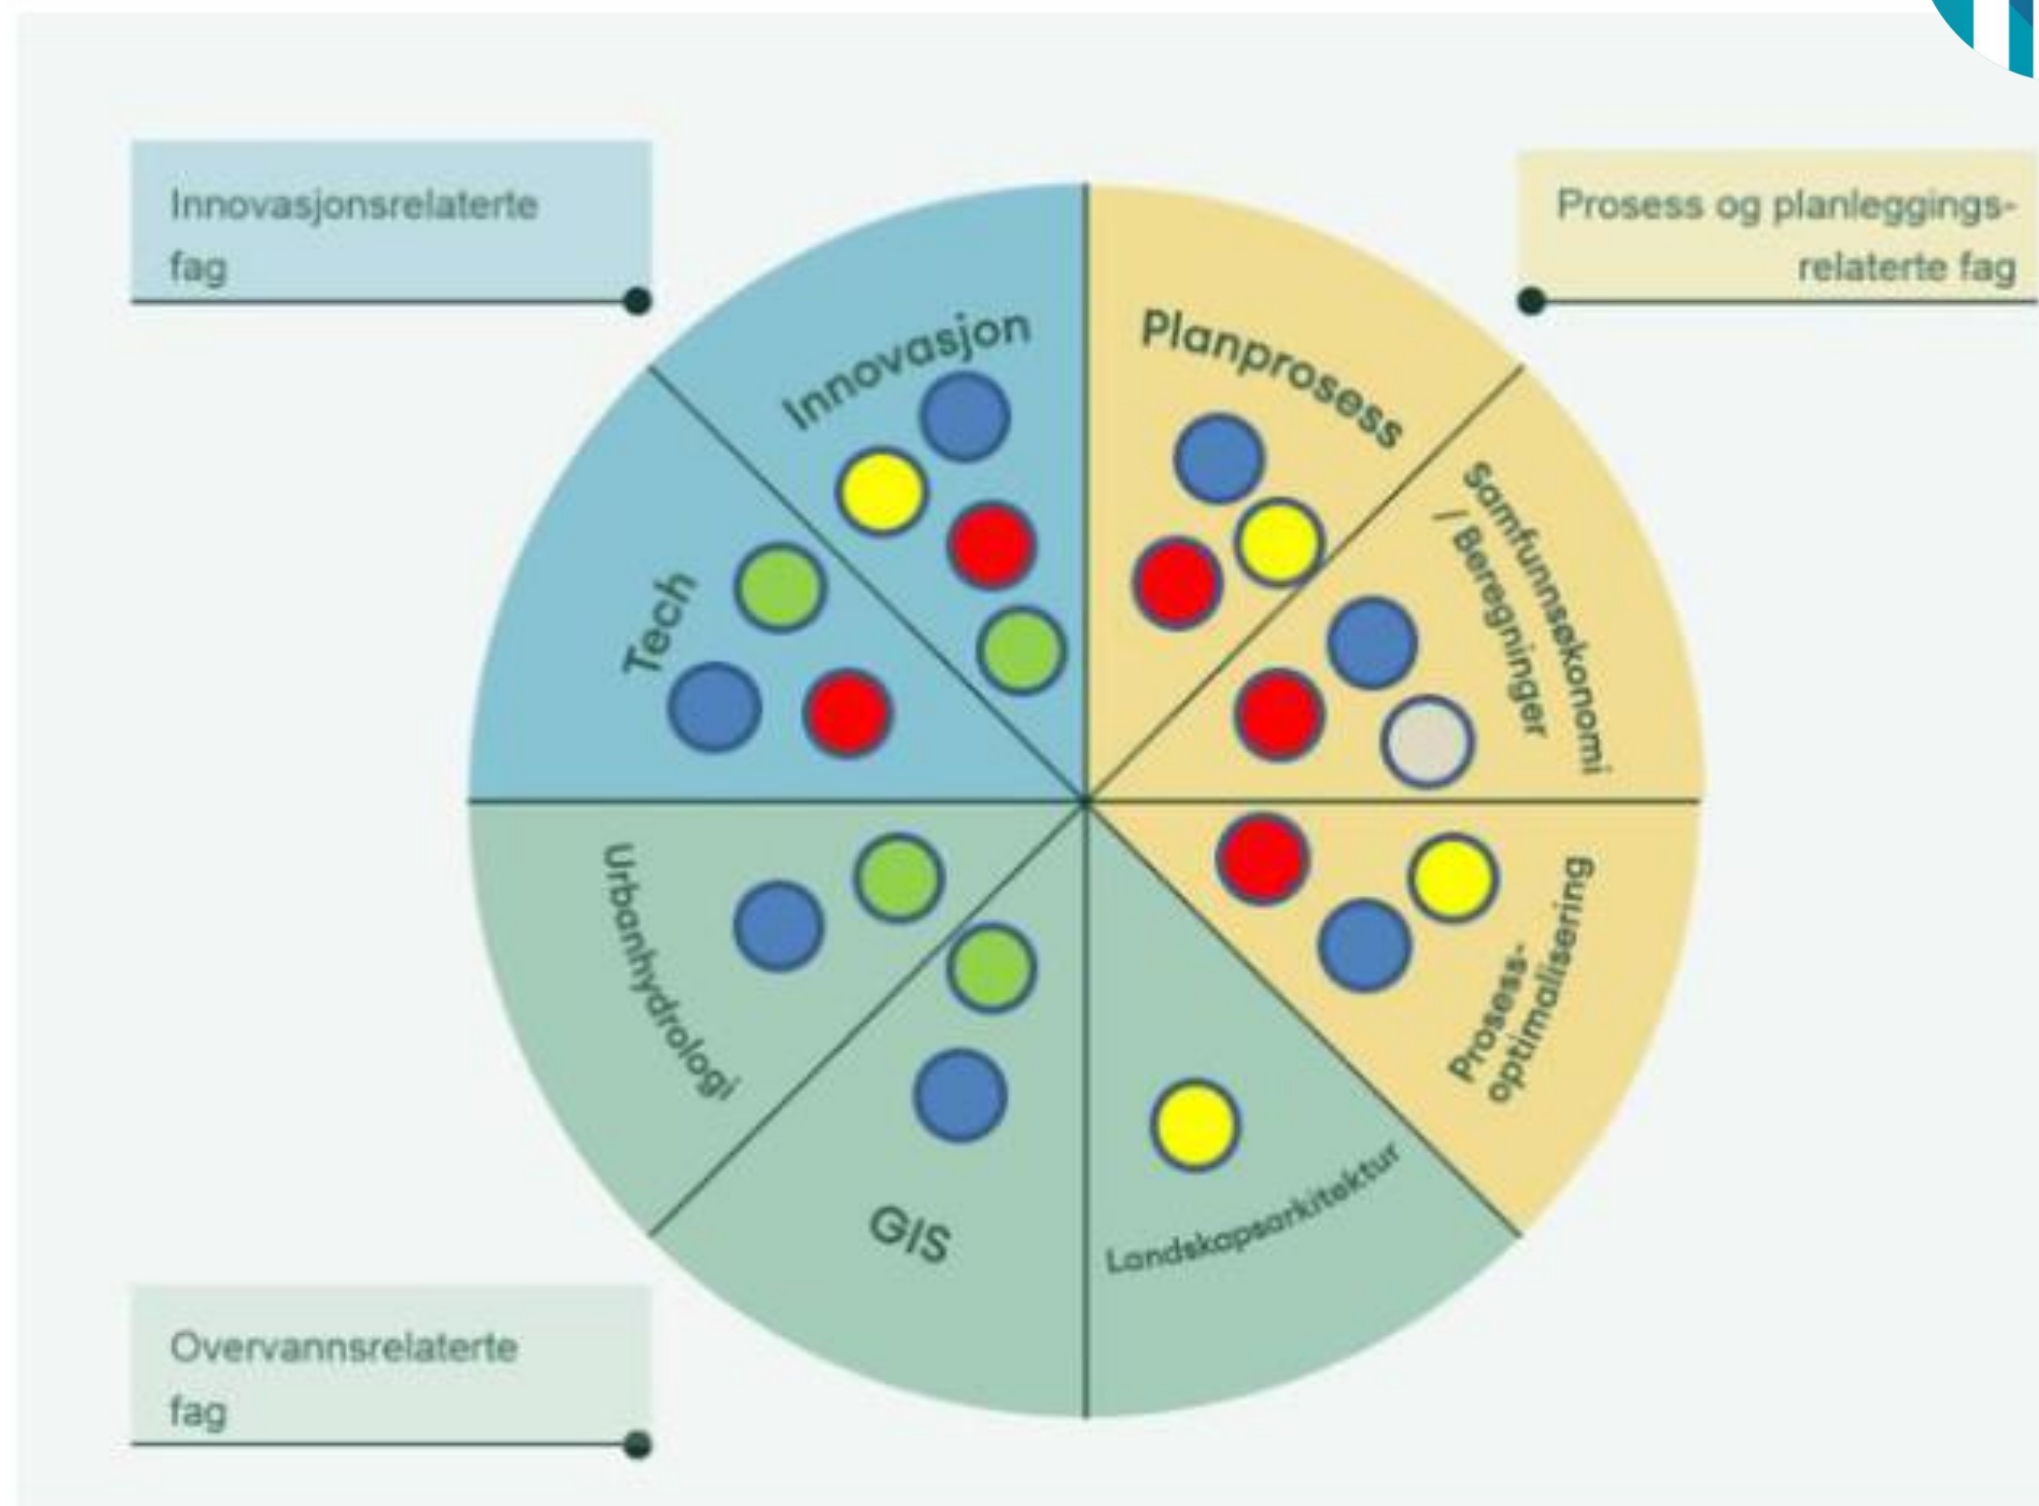 Innovasjonsrelaterte
fag
Prosess og planleggings-
relaterte fag
Innovasjon
Planprosess
Samfunnsøkonomi
/ Beregninger
Tech
Urbanhydrologi
Prosess-
optimalisering
GIS
Landskapsarkitektur
Overvannsrelaterte
fag